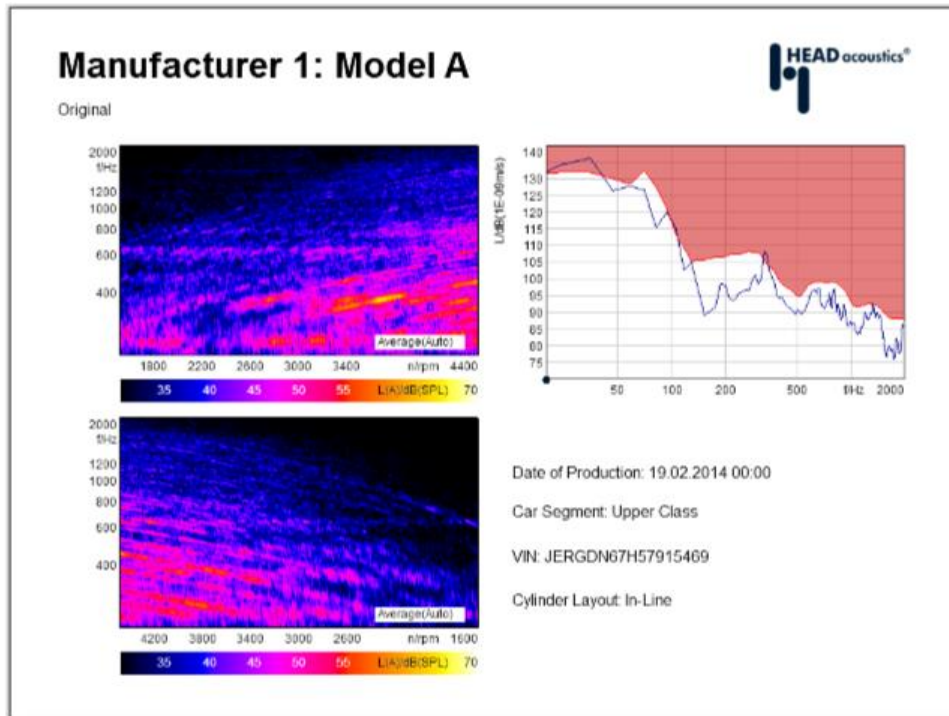 Manufacturer 1: Model A
HEAD acoustics®
Original
2000
f/Hz
1200
1000
800
600
400
Average(Auto)
1800 2200 2600 3000 3400 n/rpm 4400
35 40 45 50 55 L(A)/dB(SPL) 70
L/dB(1E-09m/s)
140
130
125
120
115
110
105
100
95
90
85
80
75
50 100 200 500 f/Hz 2000
2000
f/Hz
1200
1000
800
600
400
Average(Auto)
4200 3800 3400 3000 2600 n/rpm 1600
35 40 45 50 55 L(A)/dB(SPL) 70
Date of Production: 19.02.2014 00:00
Car Segment: Upper Class
VIN: JERGDN67H57915469
Cylinder Layout: In-Line